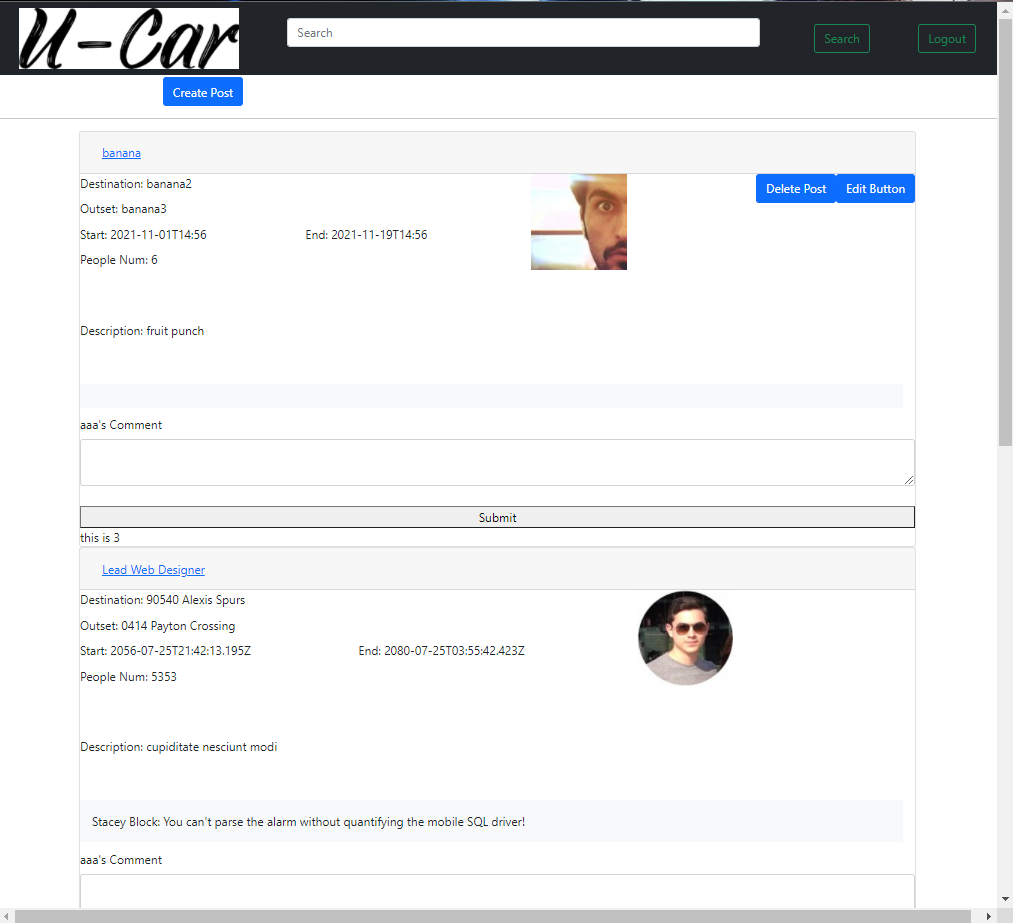 U-Car
Search
Search
Logout
Create Post
banana
Destination: banana2
Delete Post
Edit Button
Outset: banana3
Start: 2021-11-01T14:56
End: 2021-11-19T14:56
People Num: 6
Description: fruit punch
aaa's Comment
Submit
this is 3
Lead Web Designer
Destination: 90540 Alexis Spurs
Outset: 0414 Payton Crossing
Start: 2056-07-25T21:42:13.195Z
End: 2080-07-25T03:55:42.423Z
People Num: 5353
Description: cupiditate nesciunt modi
Stacey Block: You can't parse the alarm without quantifying the mobile SQL driver!
aaa's Comment